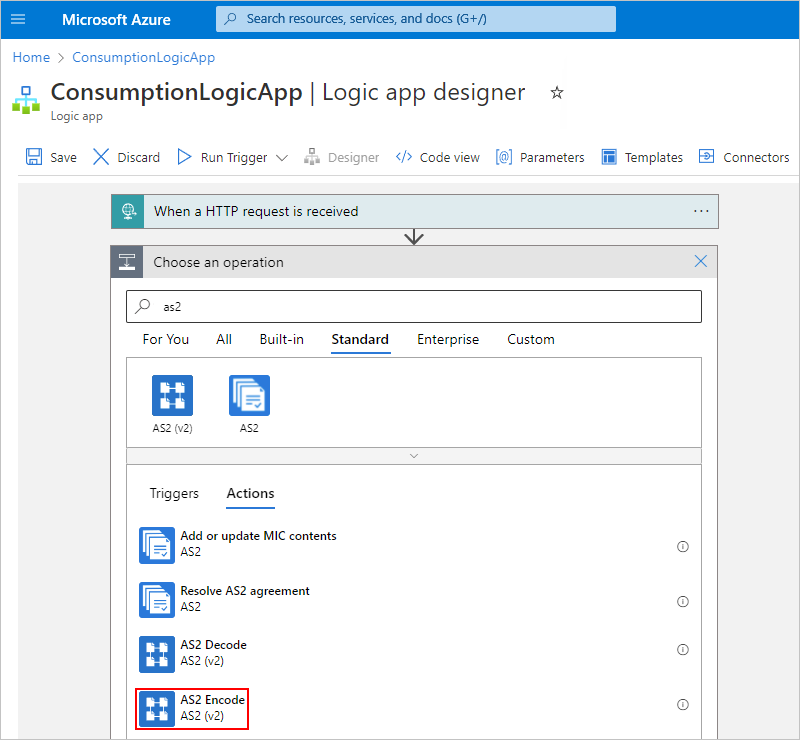 Microsoft Azure
Search resources, services, and docs (G+/)
Home > ConsumptionLogicApp
ConsumptionLogicApp | Logic app designer
Logic app
Save Discard Run Trigger Designer Code view Parameters Templates Connectors
When a HTTP request is received
Choose an operation
as2
For You All Built-in Standard Enterprise Custom
AS2 (v2) AS2
Triggers Actions
Add or update MIC contents
AS2
Resolve AS2 agreement
AS2
AS2 Decode
AS2 (v2)
AS2 Encode
AS2 (v2)